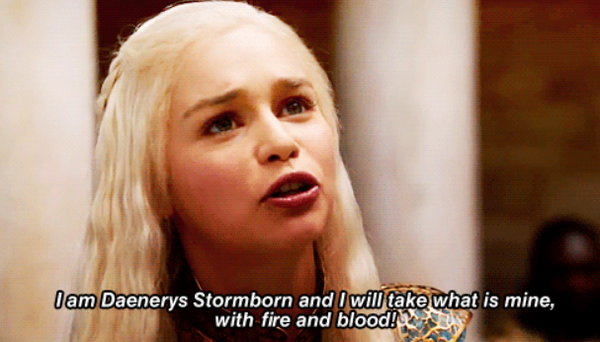 I am Daenerys Stormborn and I will take what is mine,
with fire and blood!